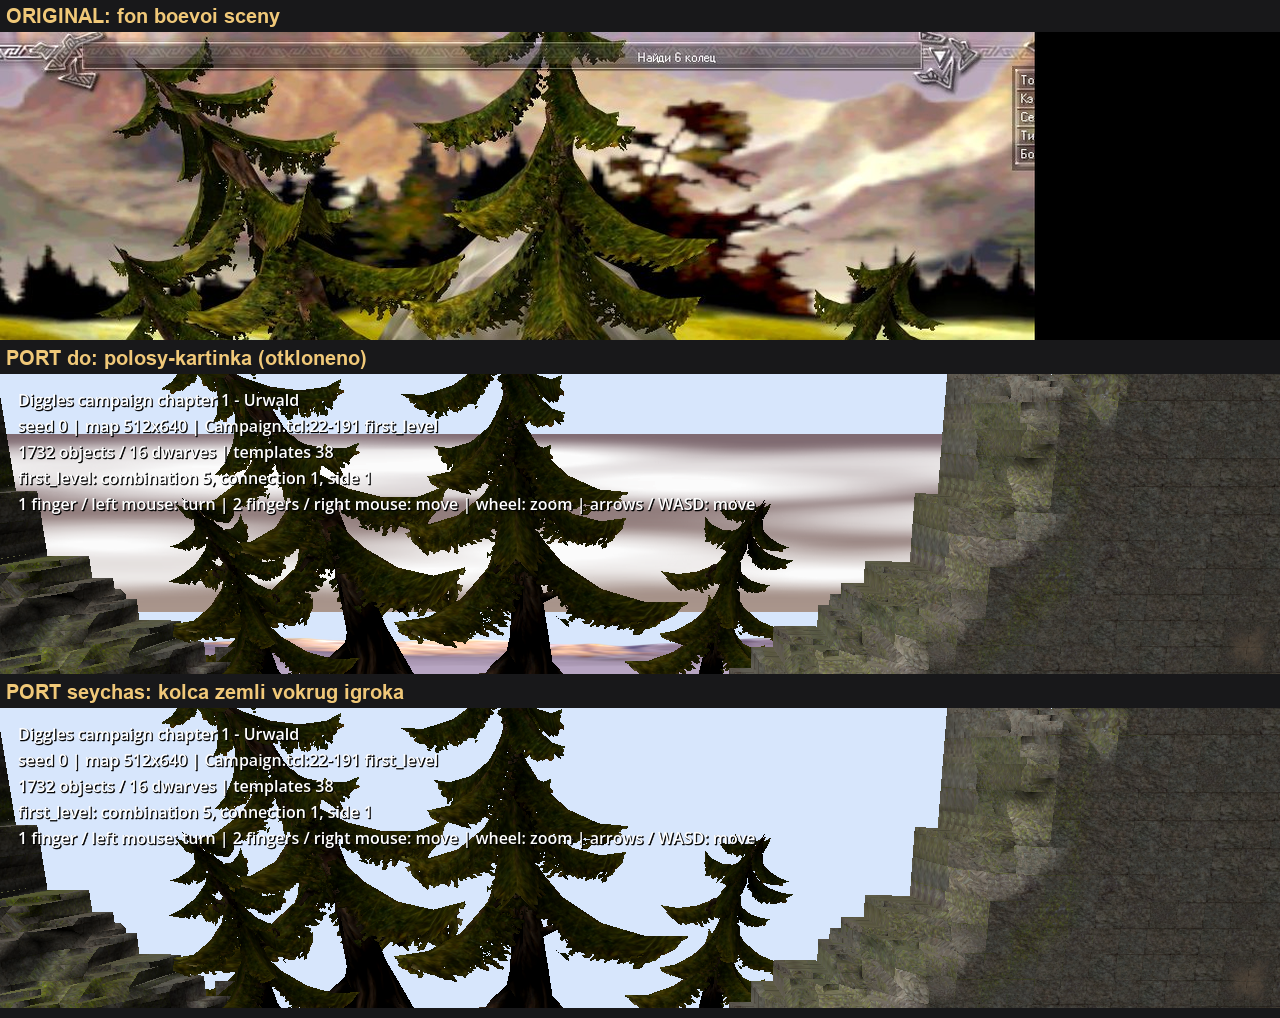 ORIGINAL: fon boevoi sceny
Найди 6 колец
То
Кэ
Се
Ти
Бо
PORT do: polosy-kartinka (otkloneno)
Diggles campaign chapter 1 - Urwald
seed 0 | map 512x640 | Campaign.tcl:22-191 first_level
1732 objects / 16 dwarves | templates 38
first_level: combination 5, connection 1, side 1
1 finger / left mouse: turn | 2 fingers / right mouse: move | wheel: zoom | arrows / WASD: move
PORT seychas: kolca zemli vokrug igroka
Diggles campaign chapter 1 - Urwald
seed 0 | map 512x640 | Campaign.tcl:22-191 first_level
1732 objects / 16 dwarves | templates 38
first_level: combination 5, connection 1, side 1
1 finger / left mouse: turn | 2 fingers / right mouse: move | wheel: zoom | arrows / WASD: move